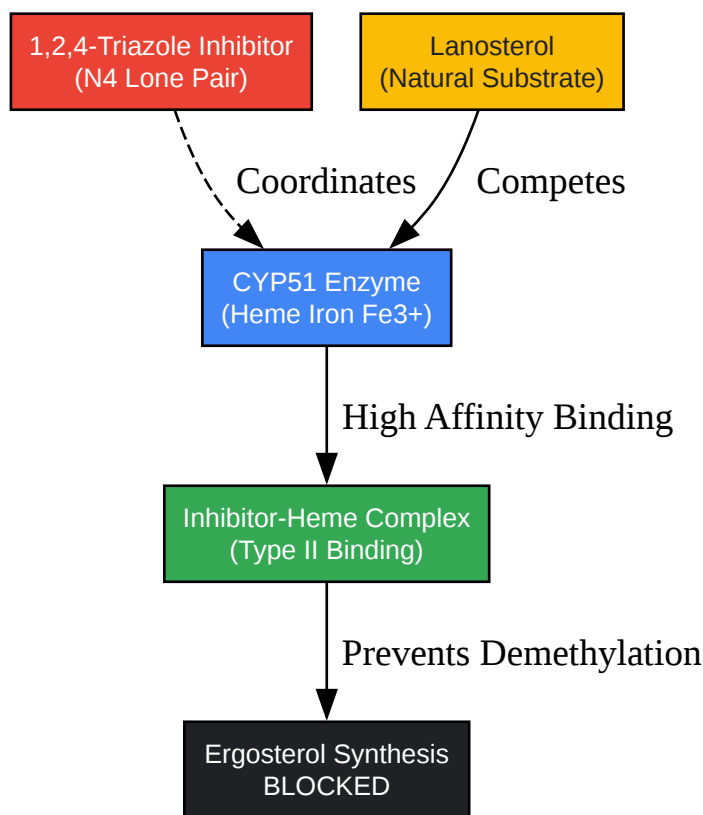 1,2,4-Triazole Inhibitor
(N4 Lone Pair)
Lanosterol
(Natural Substrate)
Coordinates
Competes
CYP51 Enzyme
(Heme Iron Fe3+)
High Affinity Binding
Inhibitor-Heme Complex
(Type II Binding)
Prevents Demethylation
Ergosterol Synthesis
BLOCKED